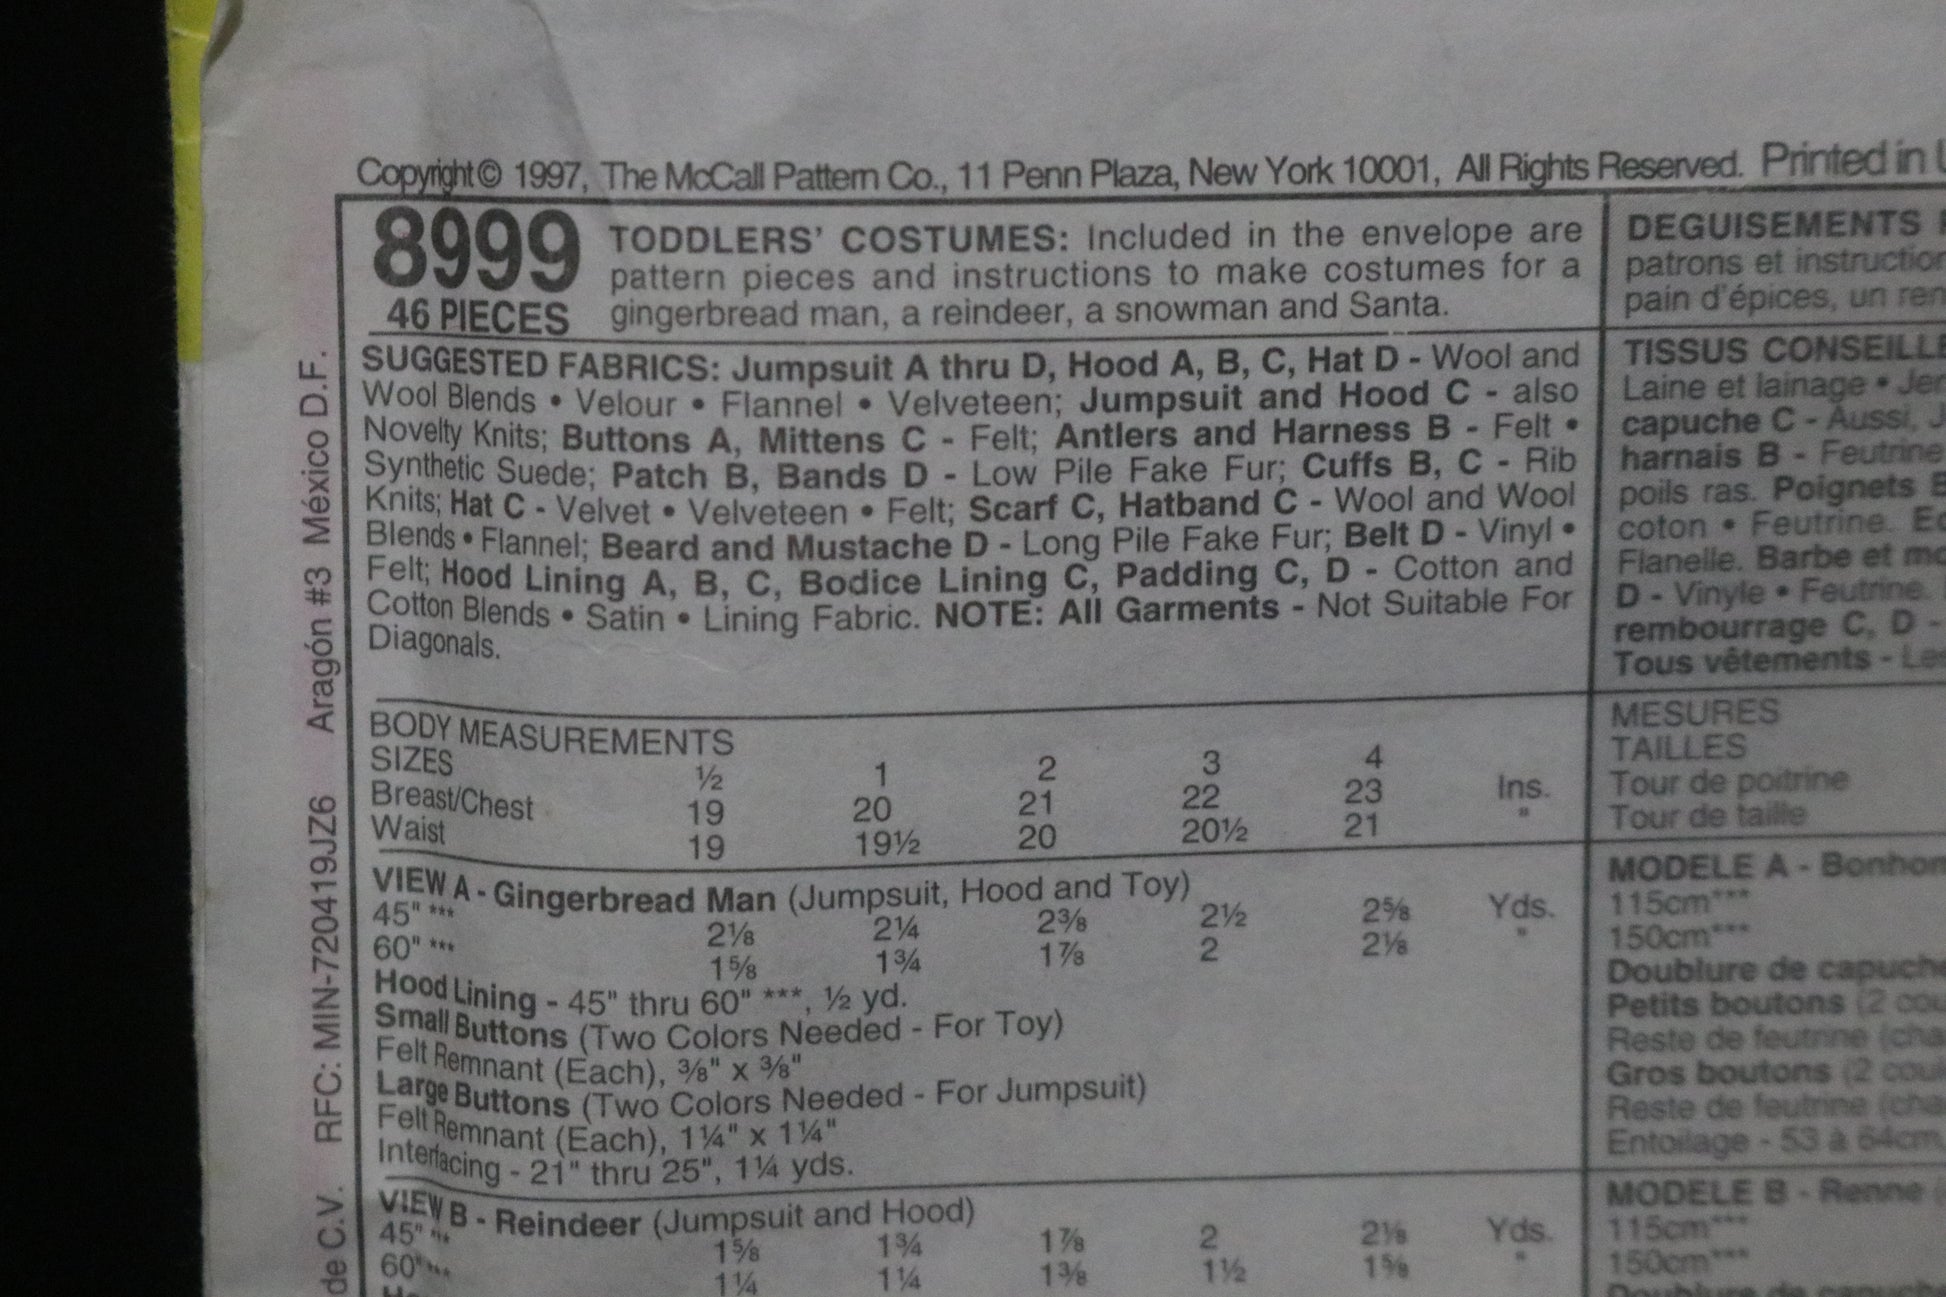 Copyright© 1997, The McCall Pattern Co., 11 Penn Plaza, New York 10001, All Rights Reserved. Printed in
8999
46 PIECES
TODDLERS' COSTUMES: Included in the envelope are
pattern pieces and instructions to make costumes for a
gingerbread man, a reindeer, a snowman and Santa.
SUGGESTED FABRICS: Jumpsuit A thru D, Hood A, B, C, Hat D - Wool and
Wool Blends • Velour • Flannel • Velveteen; Jumpsuit and Hood C - also
Novelty Knits; Buttons A, Mittens C - Felt; Antlers and Harness B - Felt •
Synthetic Suede; Patch B, Bands D - Low Pile Fake Fur; Cuffs B, C - Rib
Knits; Hat C - Velvet • Velveteen • Felt; Scarf C, Hatband C - Wool and Wool
Blends • Flannel; Beard and Mustache D - Long Pile Fake Fur; Belt D - Vinyl •
Felt; Hood Lining A, B, C, Bodice Lining C, Padding C, D - Cotton and
Cotton Blends • Satin • Lining Fabric. NOTE: All Garments - Not Suitable For
Diagonals.
BODY MEASUREMENTS
SIZES ½ 1 2 3 4
Breast/Chest 19 20 21 22 23 Ins.
Waist 19 19½ 20 20½ 21 "
VIEW A - Gingerbread Man (Jumpsuit, Hood and Toy)
45" *** 2⅛ 2¼ 2⅜ 2½ 2⅝ Yds.
60" *** 1⅝ 1¾ 1⅞ 2 2⅛ "
Hood Lining - 45" thru 60" ***, ½ yd.
Small Buttons (Two Colors Needed - For Toy)
Felt Remnant (Each), ⅜" x ⅜"
Large Buttons (Two Colors Needed - For Jumpsuit)
Felt Remnant (Each), 1¼" x 1¼"
Interfacing - 21" thru 25", 1¼ yds.
VIEW B - Reindeer (Jumpsuit and Hood)
45" *** 1⅝ 1¾ 1⅞ 2 2⅛ Yds.
60" *** 1¼ 1¼ 1⅜ 1½ 1⅝ "
DEGUISEMENTS
patrons et instruction
pain d'épices, un ren
TISSUS CONSEILLE
Laine et lainage • Jer
capuche C - Aussi, J
harnais B - Feutrine
poils ras. Poignets B
coton • Feutrine. Ec
Flanelle. Barbe et mo
D - Vinyle • Feutrine.
rembourrage C, D -
Tous vêtements - Les
MESURES
TAILLES
Tour de poitrine
Tour de taille
MODELE A - Bonhom
115cm***
150cm***
Doublure de capuche
Petits boutons (2 cou
Reste de feutrine (cha
Gros boutons (2 coul
Reste de feutrine (cha
Entoilage - 53 à 64cm,
MODELE B - Renne
115cm***
150cm***
Doublure de capuche
de C.V. RFC: MIN-720419JZ6 Aragón #3 México D.F.